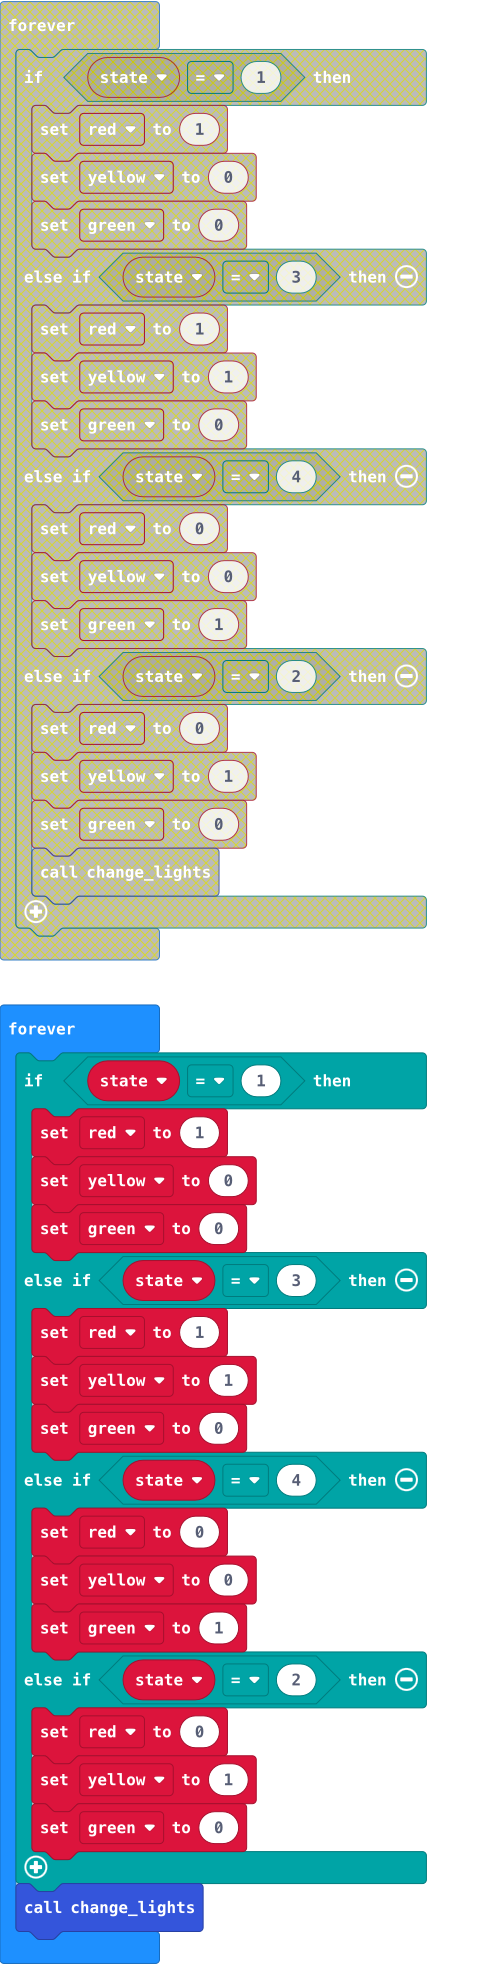 forever
if state = 1 then
set red to 1
set yellow to 0
set green to 0
else if state = 3 then
set red to 1
set yellow to 1
set green to 0
else if state = 4 then
set red to 0
set yellow to 0
set green to 1
else if state = 2 then
set red to 0
set yellow to 1
set green to 0
call change_lights
forever
if state = 1 then
set red to 1
set yellow to 0
set green to 0
else if state = 3 then
set red to 1
set yellow to 1
set green to 0
else if state = 4 then
set red to 0
set yellow to 0
set green to 1
else if state = 2 then
set red to 0
set yellow to 1
set green to 0
call change_lights